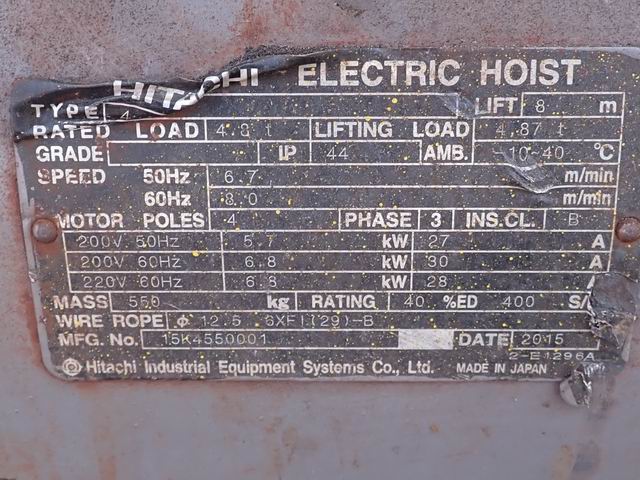 HITACHI ELECTRIC HOIST
TYPE 4 LIFT 8 m
RATED LOAD 4.8 t LIFTING LOAD 4.87 t
GRADE IP 44 AMB. -10~40 °C
SPEED 50Hz 6.7 m/min
60Hz 8.0 m/min
MOTOR POLES 4 PHASE 3 INS.CL. B
200V 50Hz 5.7 kW 27 A
200V 60Hz 6.8 kW 30 A
220V 60Hz 6.8 kW 28 A
MASS 550 kg RATING 40 %ED 400 S/
WIRE ROPE φ 12.5 6XFi(29)-B
MFG. No. 15K4550001 DATE 2015
2-E1296A
Hitachi Industrial Equipment Systems Co., Ltd. MADE IN JAPAN